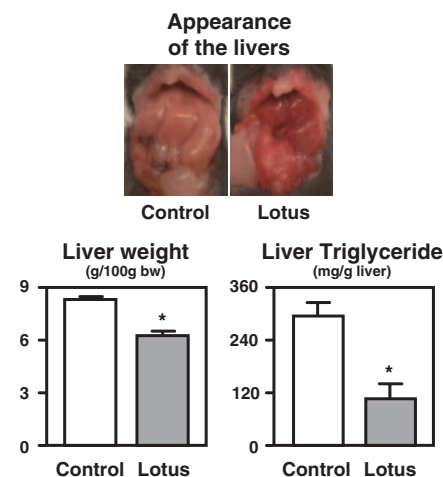 Appearance
of the livers
Control Lotus
Liver weight
(g/100g bw)
9
6
3
0
*
Control Lotus
Liver Triglyceride
(mg/g liver)
360
240
120
0
*
Control Lotus